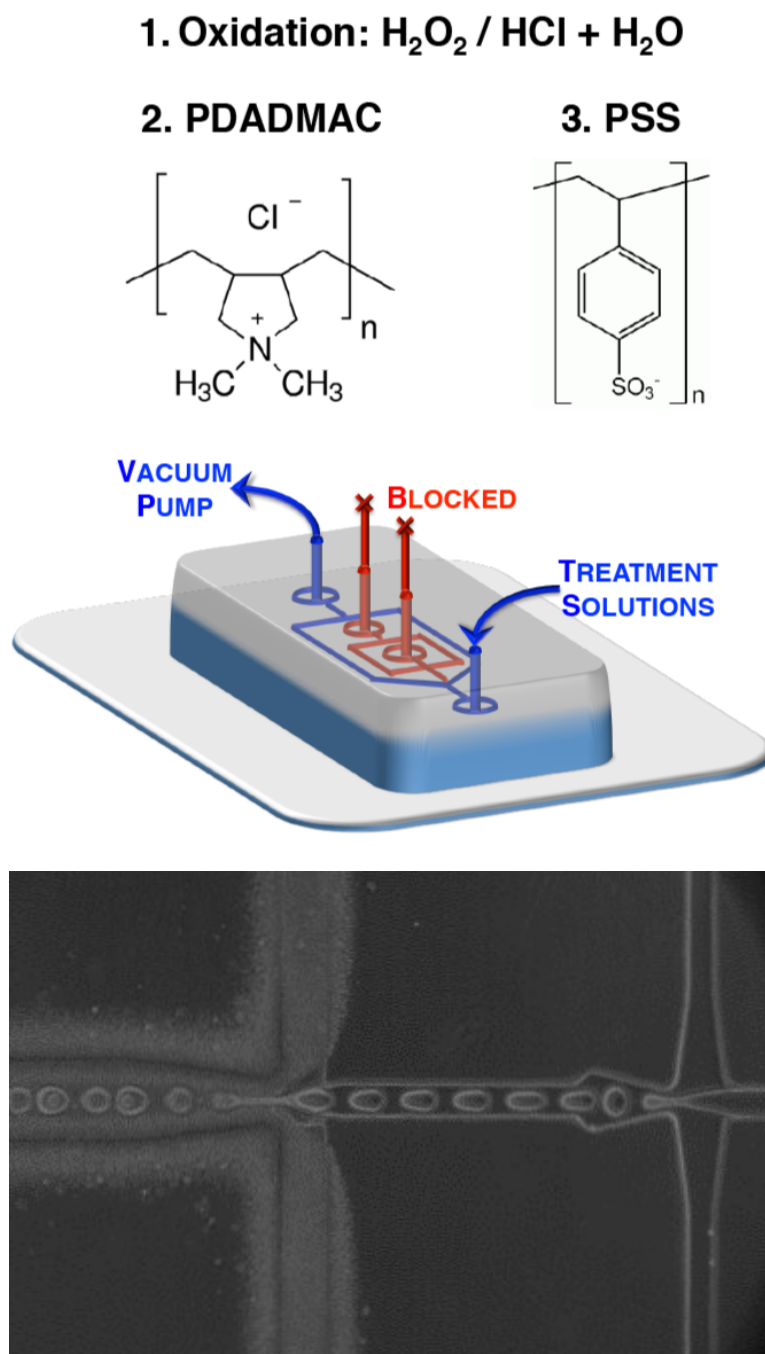 1. Oxidation: H₂O₂ / HCl + H₂O
2. PDADMAC 3. PSS
Cl⁻
+
N
n
H₃C CH₃
SO₃⁻
n
VACUUM
PUMP
BLOCKED
TREATMENT
SOLUTIONS